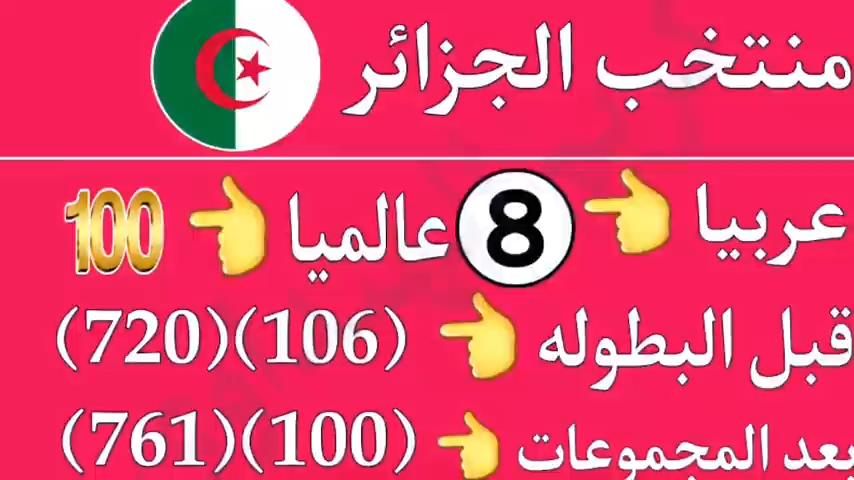 منتخب الجزائر
عربيا 8 عالميا 100
قبل البطوله (106)(720)
بعد المجموعات (100)(761)